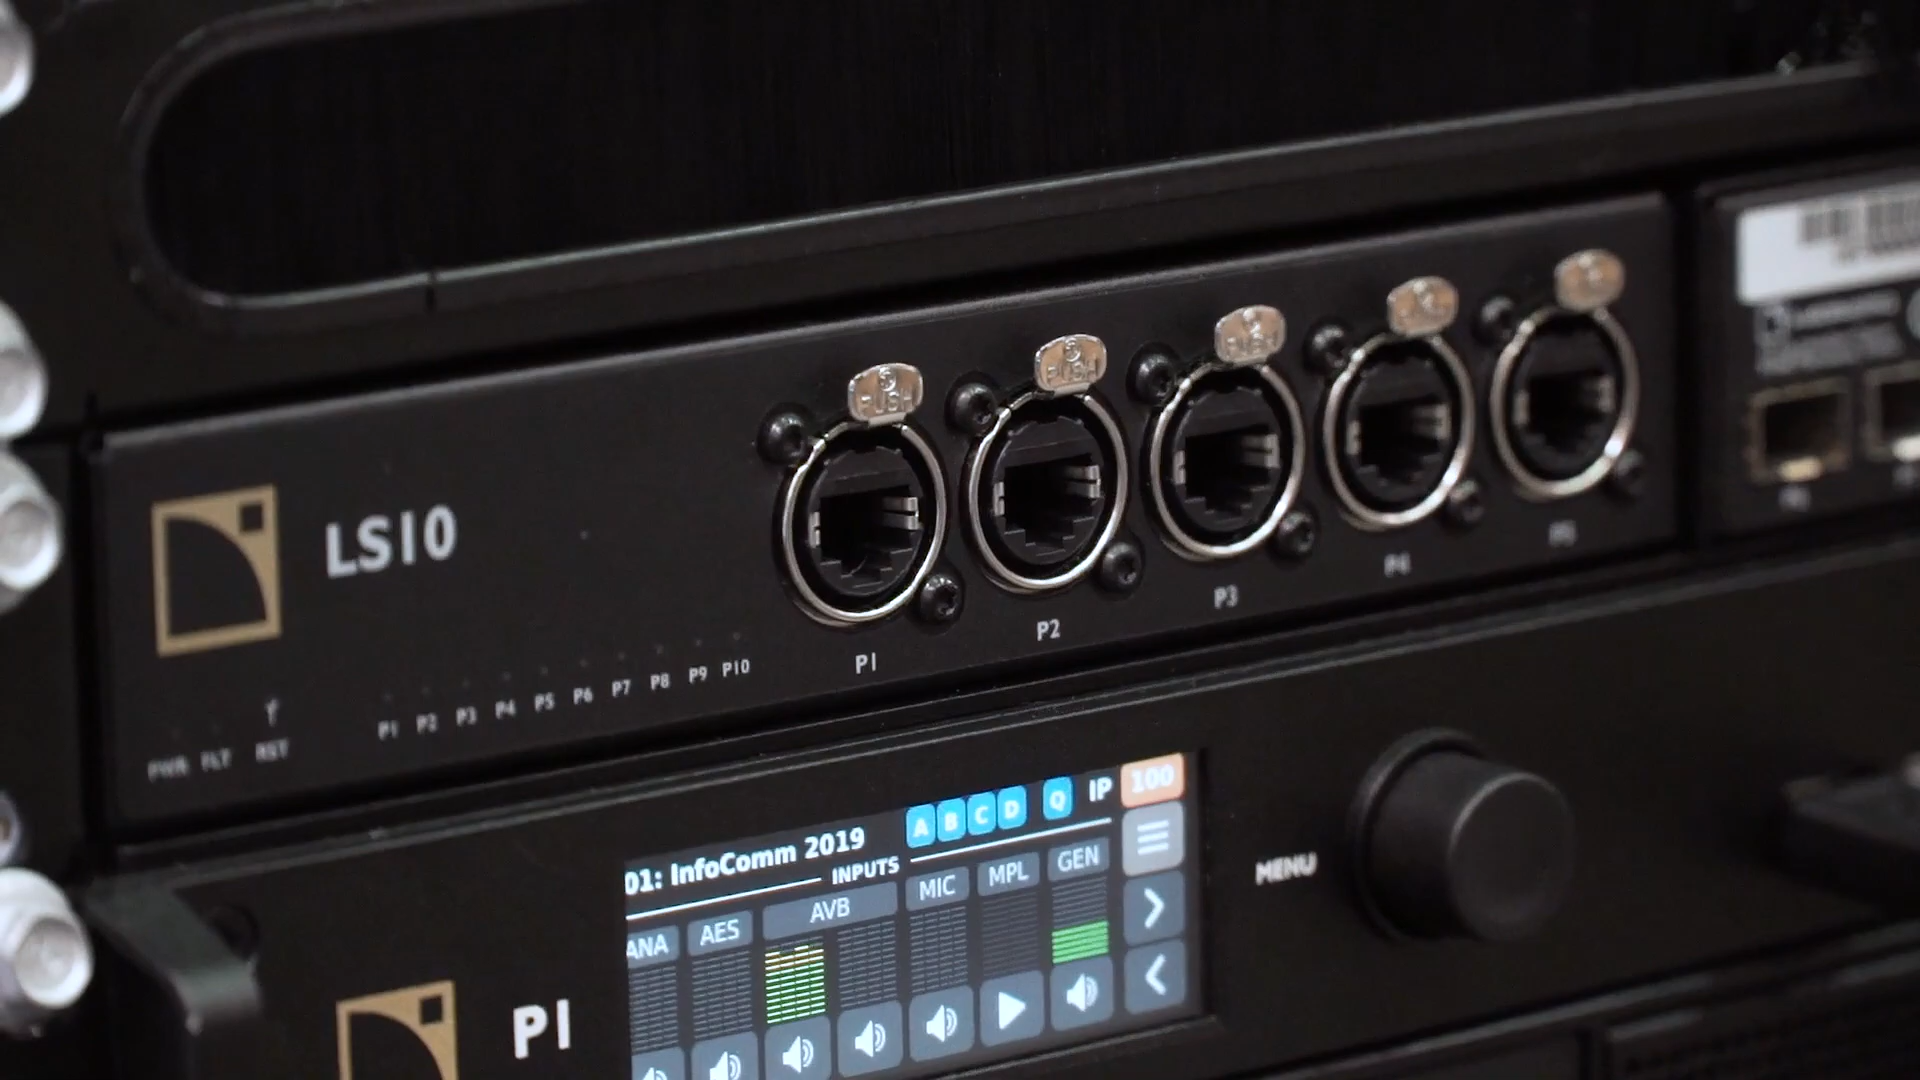 PUSH PUSH PUSH
LS10
P1 P2 P3 P4 P5
PWR FLT RST
P1 P2 P3 P4 P5 P6 P7 P8 P9 P10
01: InfoComm 2019
A B C D Q IP 100
INPUTS
ANA AES AVB MIC MPL GEN
MENU
P1